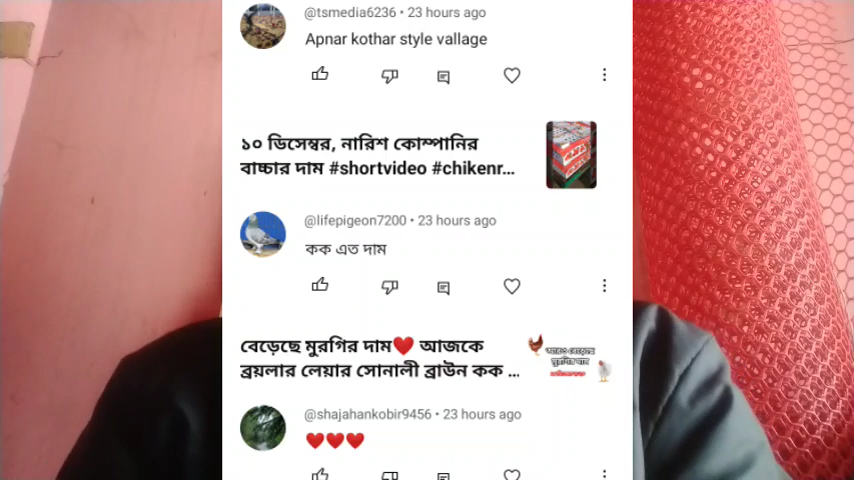 @tsmedia6236 • 23 hours ago
Apnar kothar style vallage
১০ ডিসেম্বর, নারিশ কোম্পানির
বাচ্চার দাম #shortvideo #chikenr...
@lifepigeon7200 • 23 hours ago
কক এত দাম
বেড়েছে মুরগির দাম❤️ আজকে
ব্রয়লার লেয়ার সোনালী ব্রাউন কক ...
@shajahankobir9456 • 23 hours ago
❤️❤️❤️